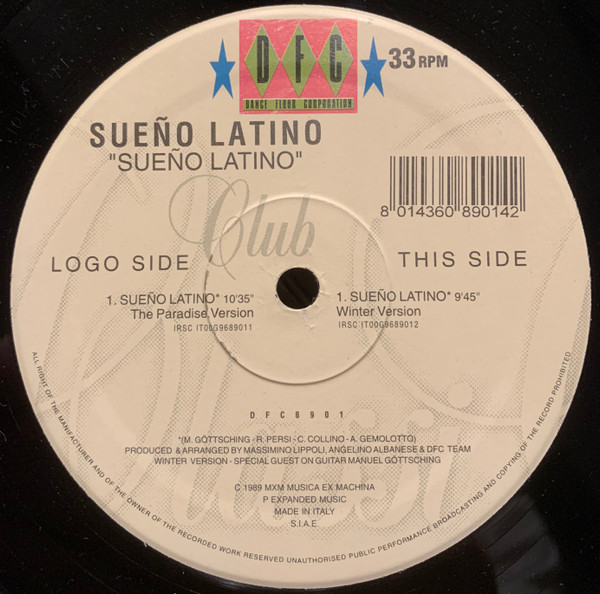 DFC
DANCE FLOOR CORPORATION
33 RPM
SUEÑO LATINO
"SUEÑO LATINO"
8 014360 890142
Club
LOGO SIDE
THIS SIDE
1. SUEÑO LATINO* 10'35"
The Paradise Version
IRSC IT00G9689011
1. SUEÑO LATINO* 9'45"
Winter Version
IRSC IT00G9689012
DFC8901
*(M. GÖTTSCHING - R. PERSI - C. COLLINO - A. GEMOLOTTO)
PRODUCED & ARRANGED BY MASSIMINO LIPPOLI, ANGELINO ALBANESE & DFC TEAM
WINTER VERSION - SPECIAL GUEST ON GUITAR MANUEL GÖTTSCHING
C 1989 MXM MUSICA EX MACHINA
P EXPANDED MUSIC
MADE IN ITALY
S.I.A.E.
ALL RIGHT OF THE MANIFACTURER AND OF THE OWNER OF THE RECORDED WORK RESERVED UNAUTHORISED PUBLIC PERFORMANCE BROADCASTING AND COPYING OF THE RECORD PROHIBITED